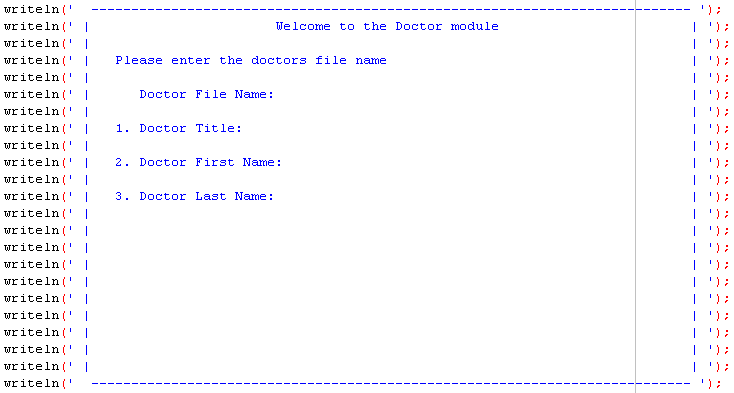 writeln('  --------------------------------------------------------------------------- ');
writeln(' |                       Welcome to the Doctor module                        | ');
writeln(' |                                                                           | ');
writeln(' |   Please enter the doctors file name                                      | ');
writeln(' |                                                                           | ');
writeln(' |      Doctor File Name:                                                    | ');
writeln(' |                                                                           | ');
writeln(' |   1. Doctor Title:                                                        | ');
writeln(' |                                                                           | ');
writeln(' |   2. Doctor First Name:                                                   | ');
writeln(' |                                                                           | ');
writeln(' |   3. Doctor Last Name:                                                    | ');
writeln(' |                                                                           | ');
writeln(' |                                                                           | ');
writeln(' |                                                                           | ');
writeln(' |                                                                           | ');
writeln(' |                                                                           | ');
writeln(' |                                                                           | ');
writeln(' |                                                                           | ');
writeln(' |                                                                           | ');
writeln(' |                                                                           | ');
writeln(' |                                                                           | ');
writeln('  --------------------------------------------------------------------------- ');